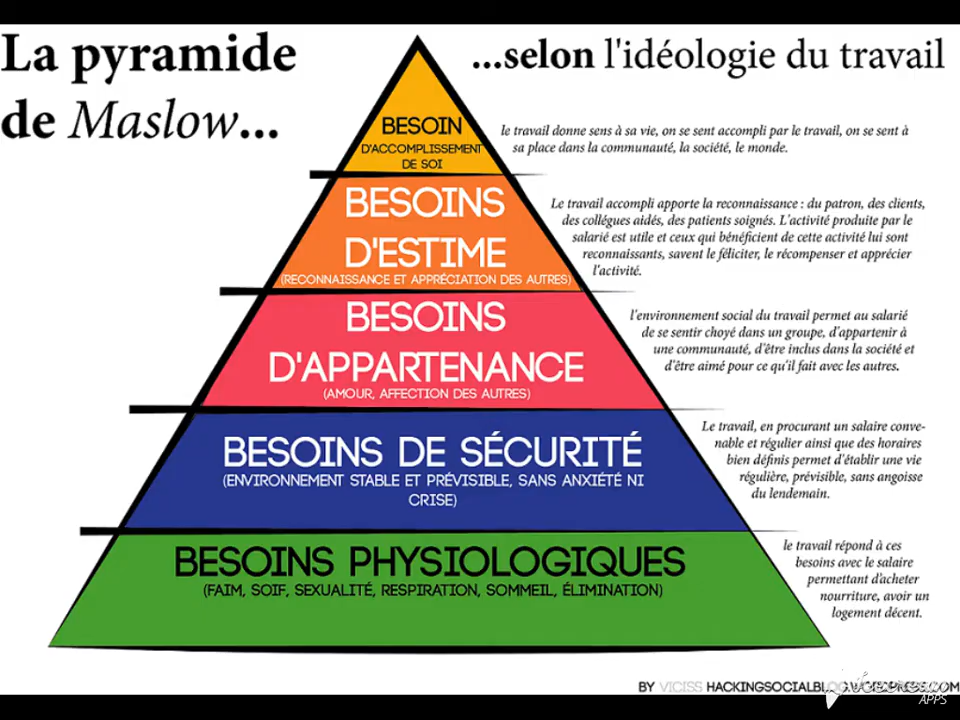 La pyramide
de Maslow...
...selon l'idéologie du travail
BESOIN
D'ACCOMPLISSEMENT
DE SOI
le travail donne sens à sa vie, on se sent accompli par le travail, on se sent à
sa place dans la communauté, la société, le monde.
BESOINS
D'ESTIME
(RECONNAISSANCE ET APPRÉCIATION DES AUTRES)
Le travail accompli apporte la reconnaissance : du patron, des clients,
des collégues aidés, des patients soignés. L'activité produite par le
salarié est utile et ceux qui bénéficient de cette activité lui sont
reconnaissants, savent le féliciter, le récompenser et apprécier
l'activité.
BESOINS
D'APPARTENANCE
(AMOUR, AFFECTION DES AUTRES)
l'environnement social du travail permet au salarié
de se sentir choyé dans un groupe, d'appartenir à
une communauté, d'être inclus dans la société et
d'être aimé pour ce qu'il fait avec les autres.
BESOINS DE SÉCURITÉ
(ENVIRONNEMENT STABLE ET PRÉVISIBLE, SANS ANXIÉTÉ NI
CRISE)
Le travail, en procurant un salaire conve-
nable et régulier ainsi que des horaires
bien définis permet d'établir une vie
régulière, prévisible, sans angoisse
du lendemain.
BESOINS PHYSIOLOGIQUES
(FAIM, SOIF, SEXUALITÉ, RESPIRATION, SOMMEIL, ÉLIMINATION)
le travail répond à ces
besoins avec le salaire
permettant d'acheter
nourriture, avoir un
logement décent.
BY VICISS HACKINGSOCIALBLOG.WORDPRESS.COM
APPS